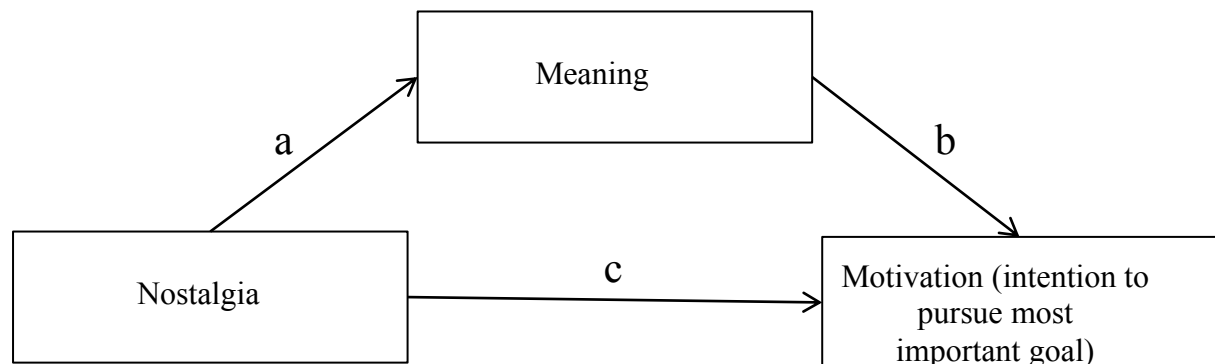 Meaning
a
b
Nostalgia
c
Motivation (intention to
pursue most
important goal)